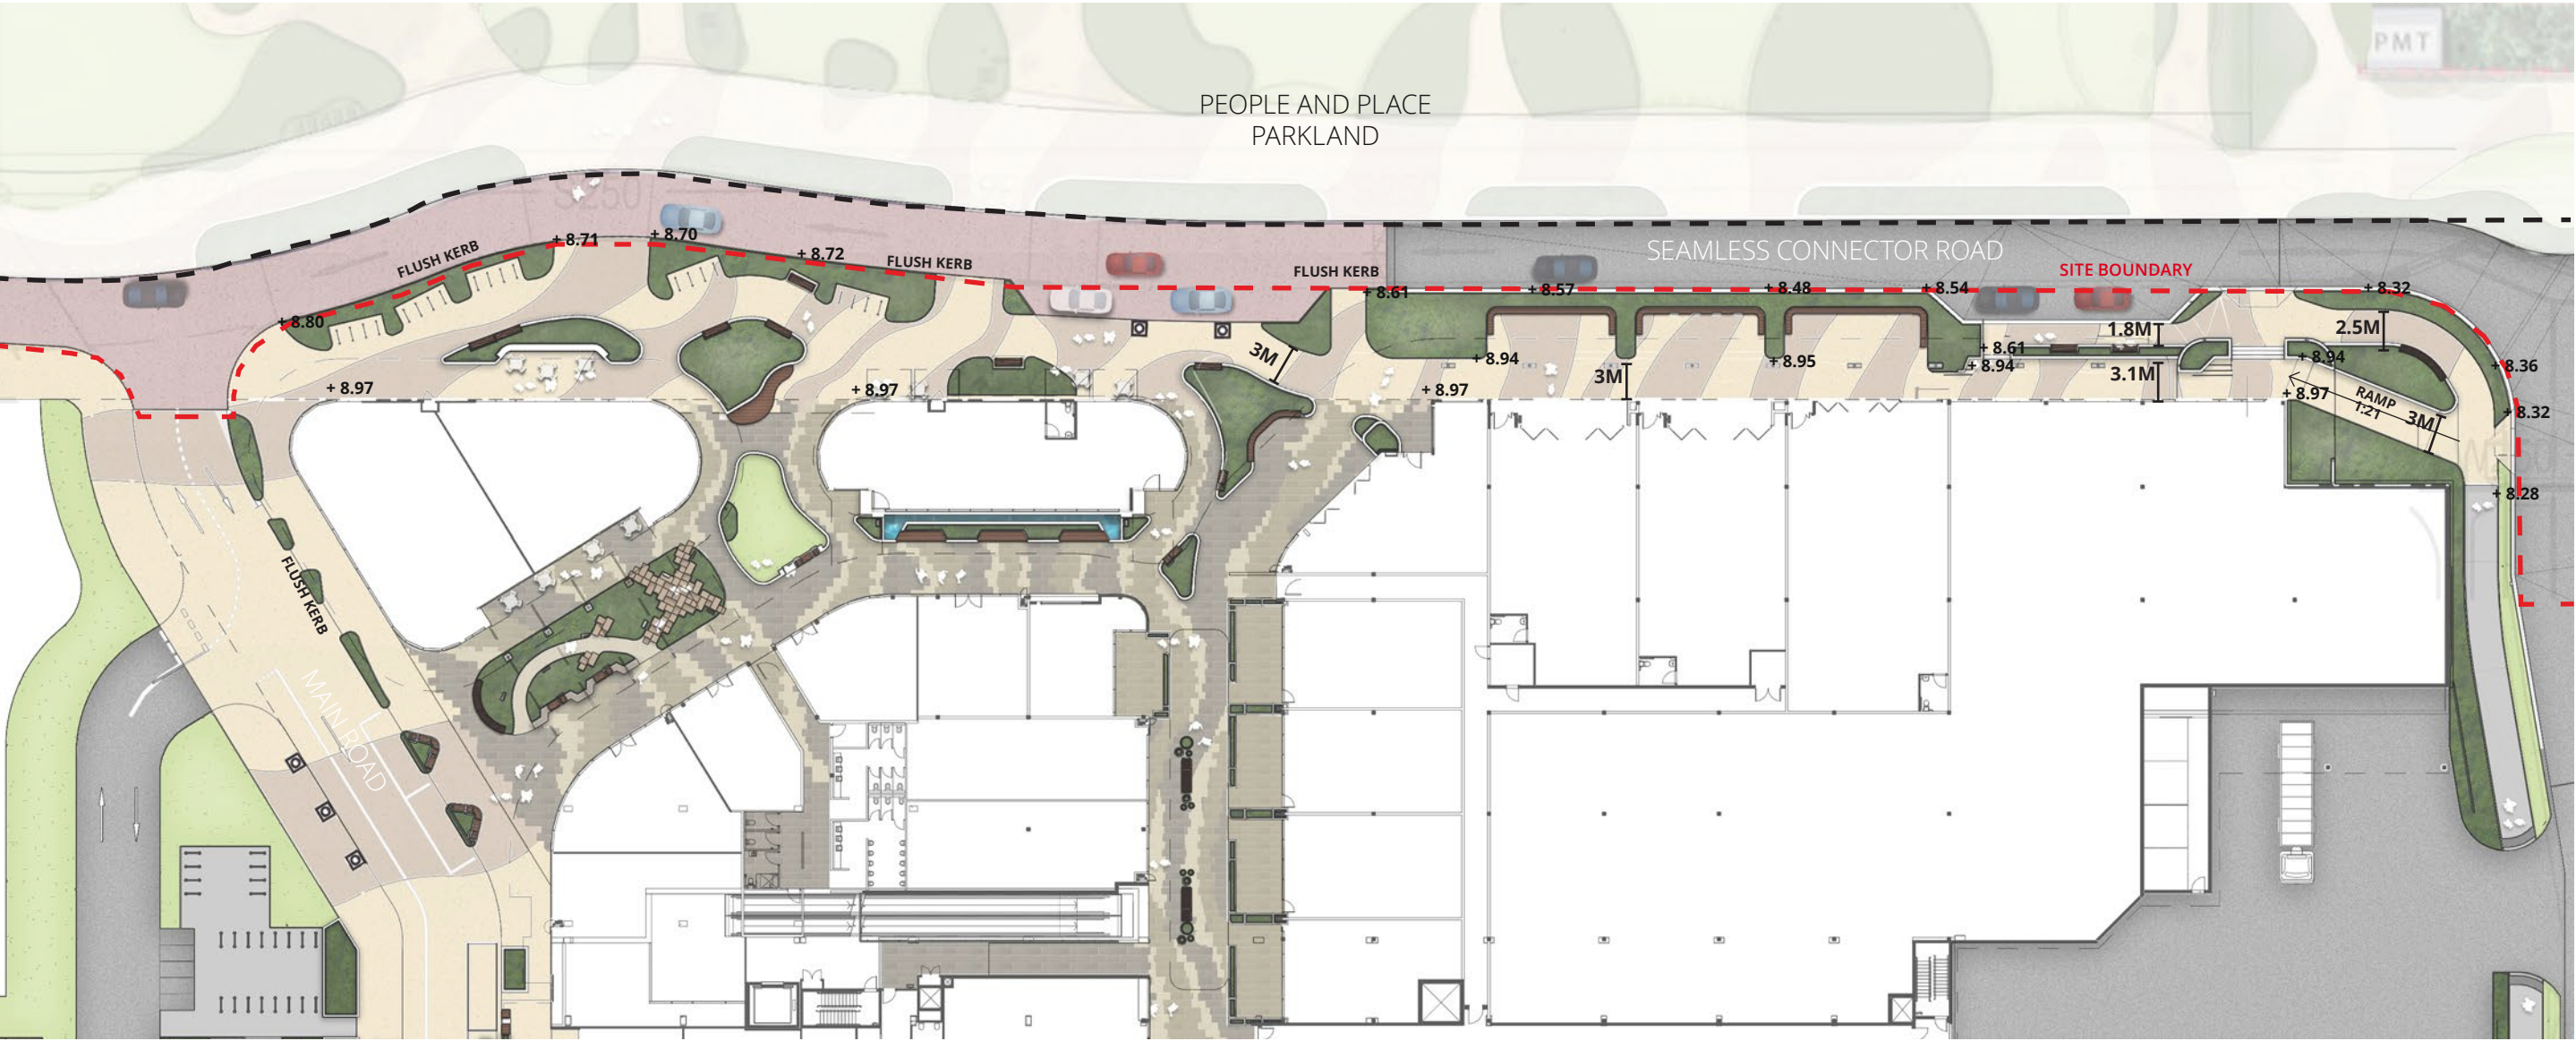 PMT
PEOPLE AND PLACE
PARKLAND
S250
+ 8.71
+ 8.70
+ 8.72
FLUSH KERB
FLUSH KERB
FLUSH KERB
SEAMLESS CONNECTOR ROAD
SITE BOUNDARY
+ 8.80
+ 8.61
+ 8.57
+ 8.48
+ 8.54
+ 8.32
1.8M
2.5M
3M
+ 8.94
+ 8.95
+ 8.61
+ 8.94
+ 8.94
+ 8.36
3M
3.1M
+ 8.97
+ 8.97
+ 8.97
+ 8.97
RAMP
1:21
3M
+ 8.32
+ 8.28
FLUSH KERB
MAIN ROAD